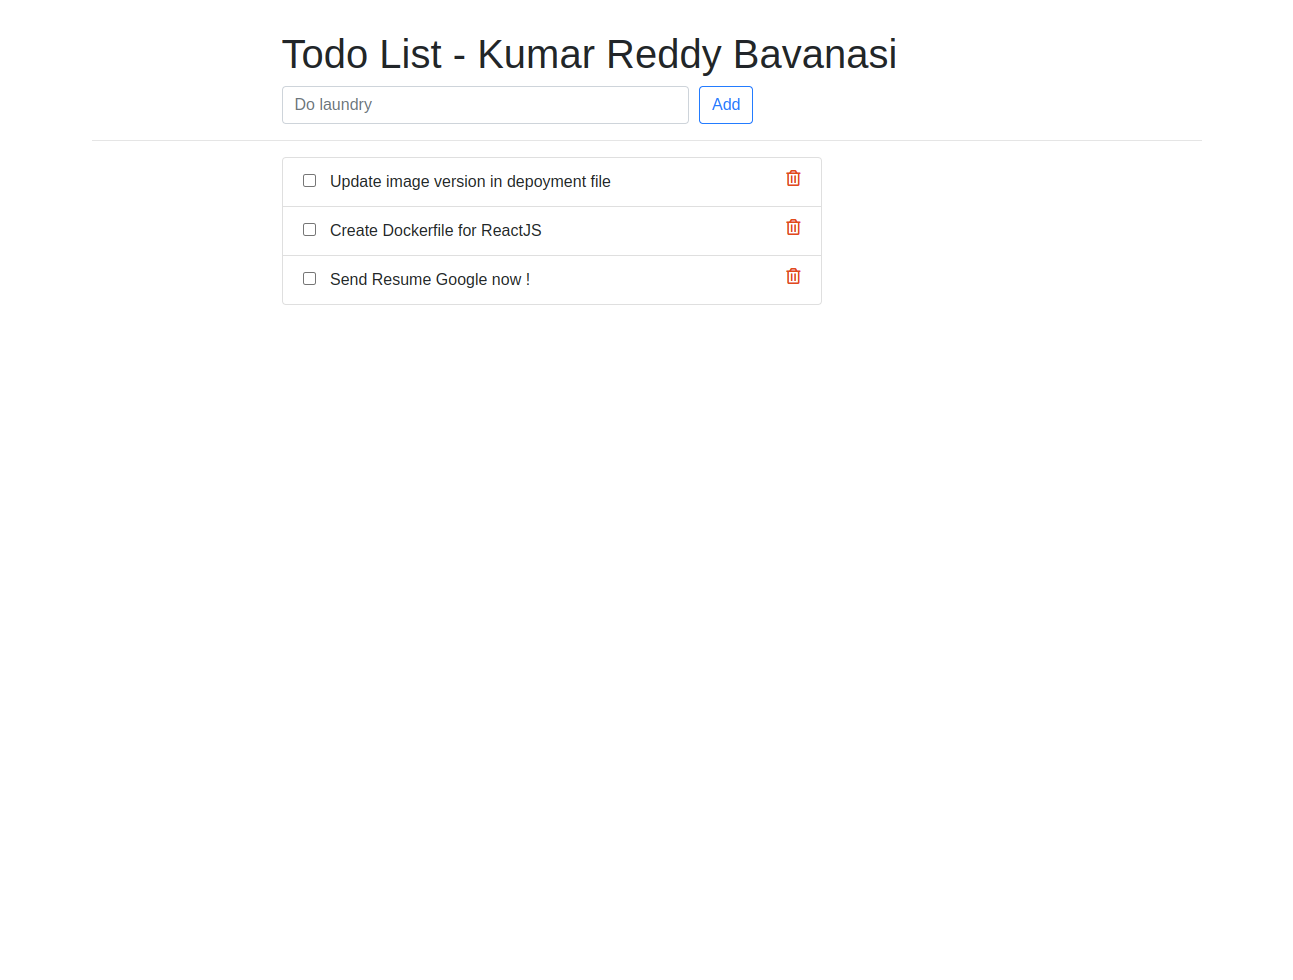 Todo List - Kumar Reddy Bavanasi
Do laundry
Add
Update image version in depoyment file
Create Dockerfile for ReactJS
Send Resume Google now !